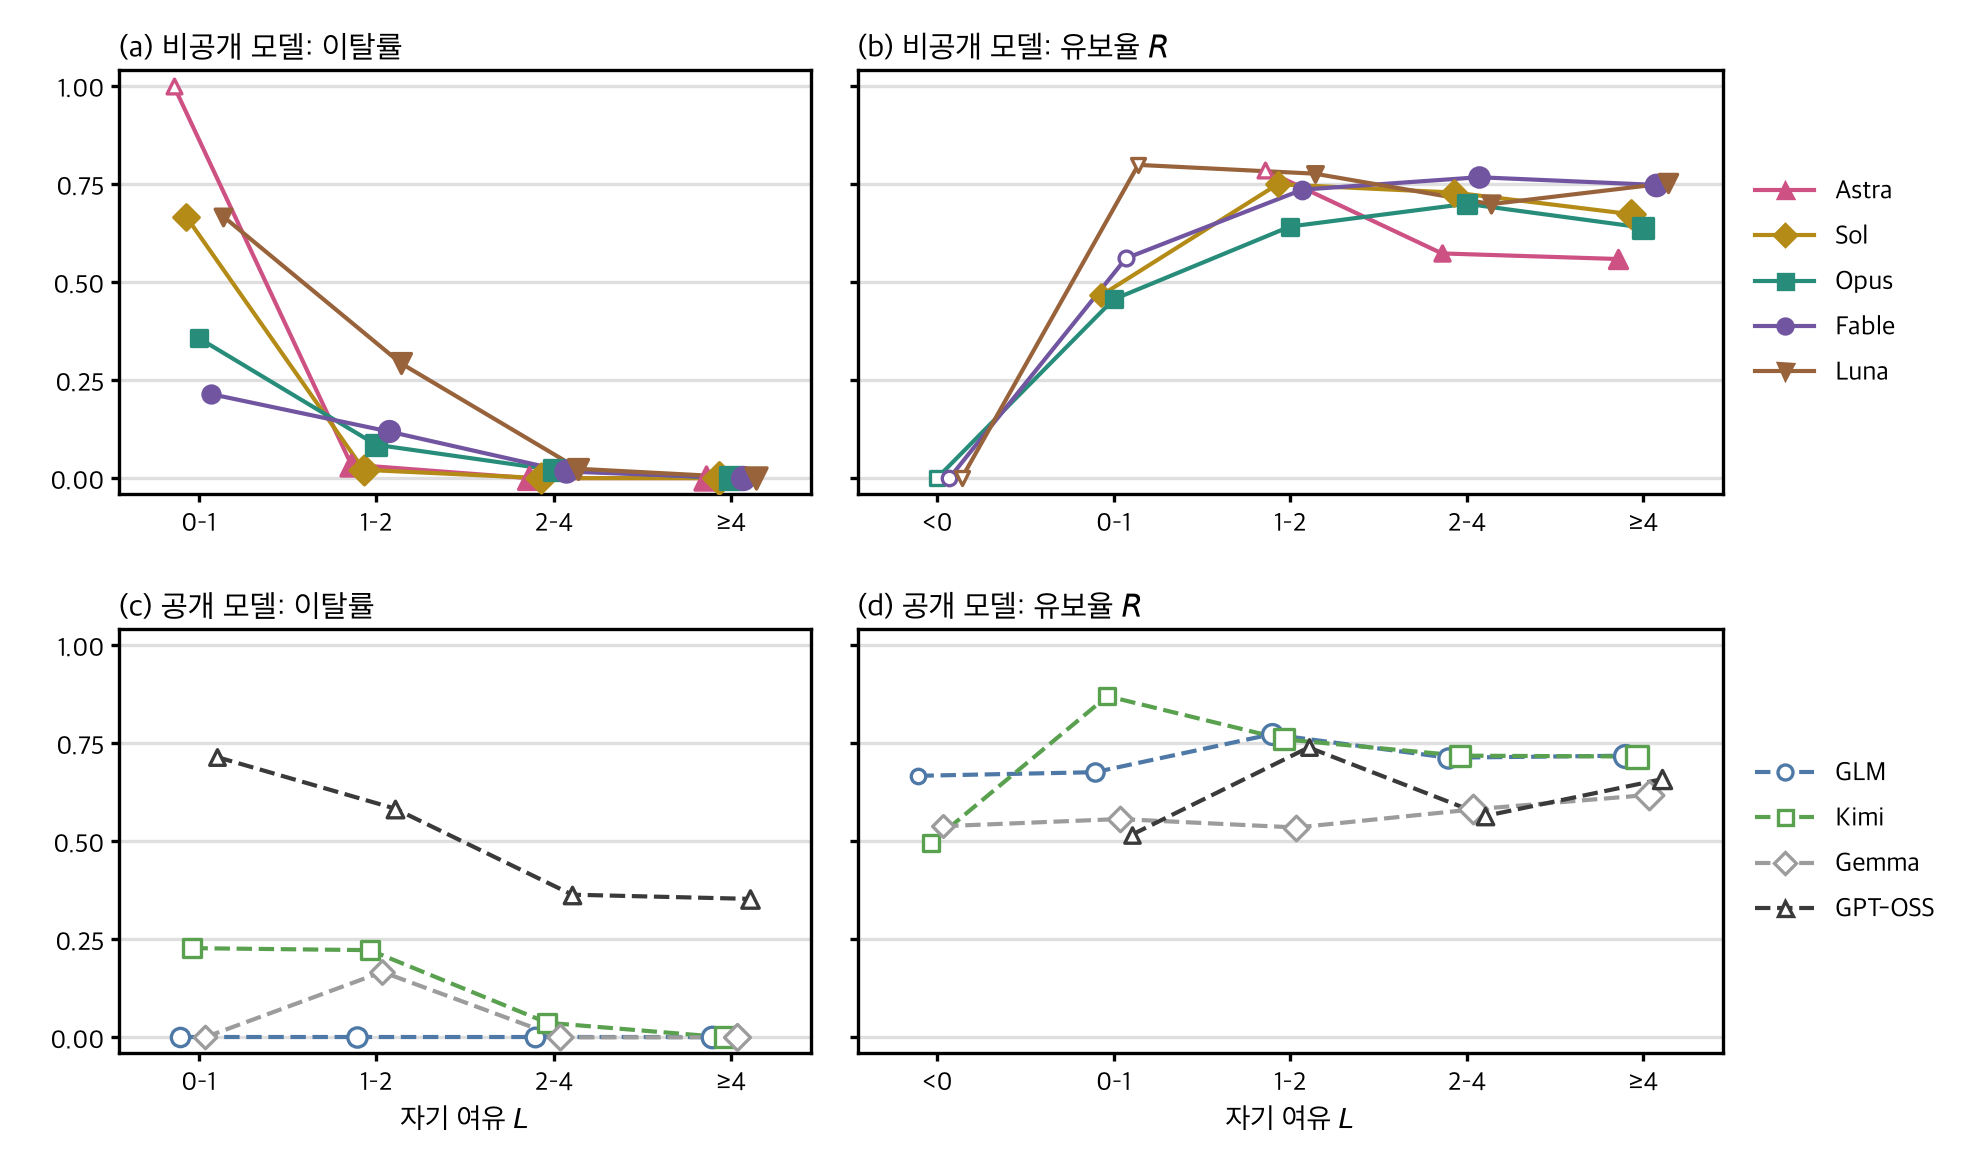 (a) 비공개 모델: 이탈률
(b) 비공개 모델: 유보율 R
1.00
0.75
0.50
0.25
0.00
0-1
1-2
2-4
≥4
<0
0-1
1-2
2-4
≥4
Astra
Sol
Opus
Fable
Luna
(c) 공개 모델: 이탈률
(d) 공개 모델: 유보율 R
1.00
0.75
0.50
0.25
0.00
0-1
1-2
2-4
≥4
자기 여유 L
<0
0-1
1-2
2-4
≥4
자기 여유 L
GLM
Kimi
Gemma
GPT-OSS